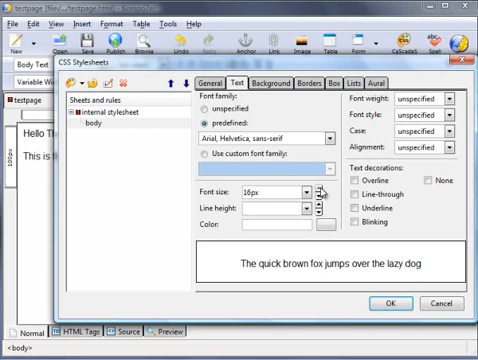 testpage [file:/.../testpage.html
File Edit View Insert Format Table Tools Help
New Browse Open Save Publish Browse Undo Redo Anchor Link Image Table Form CaScadeS Spell
Body Text
Variable Width
testpage
100px
Hello Th
This is t
CSS Stylesheets
Sheets and rules
internal stylesheet
body
General Text Background Borders Box Lists Aural
Font family:
unspecified
predefined:
Arial, Helvetica, sans-serif
Use custom font family:
Font size: 16px
Line height:
Color:
Font weight: unspecified
Font style: unspecified
Case: unspecified
Alignment: unspecified
Text decorations:
Overline None
Line-through
Underline
Blinking
The quick brown fox jumps over the lazy dog
OK Cancel
Normal HTML Tags Source Preview
<body>